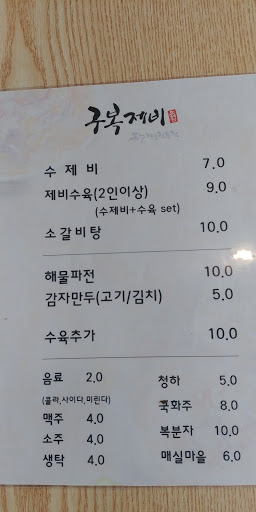 구복제비
수 제 비 7.0
제비수육(2인이상) 9.0
(수제비+수육 set)
소갈비탕 10.0
해물파전 10.0
감자만두(고기/김치) 5.0
수육추가 10.0
음료 2.0
(콜라,사이다,미린다)
맥주 4.0
소주 4.0
생탁 4.0
청하 5.0
국화주 8.0
복분자 10.0
매실마을 6.0